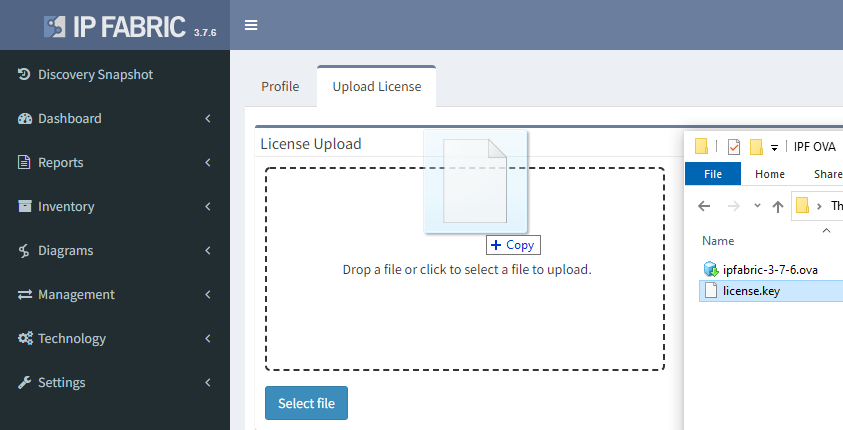 IP FABRIC 3.7.6
Discovery Snapshot
Dashboard
Reports
Inventory
Diagrams
Management
Technology
Settings
Profile
Upload License
License Upload
Copy
Drop a file or click to select a file to upload.
Select file
IPF OVA
File
Home
Share
Th
Name
ipfabric-3-7-6.ova
license.key